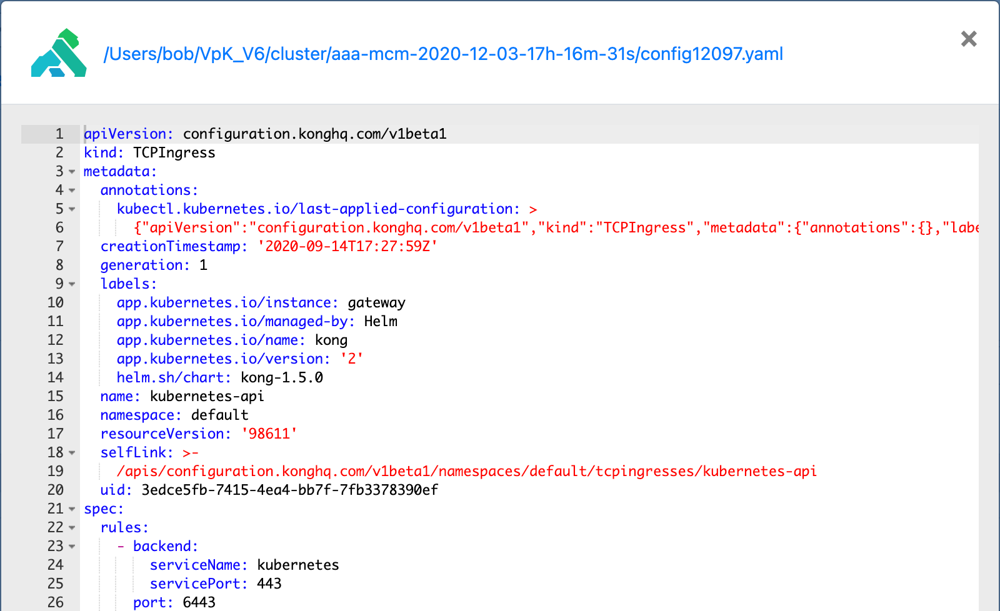 /Users/bob/VpK_V6/cluster/aaa-mcm-2020-12-03-17h-16m-31s/config12097.yaml
1 apiVersion: configuration.konghq.com/v1beta1
2 kind: TCPIngress
3 metadata:
4 annotations:
5 kubectl.kubernetes.io/last-applied-configuration: >
6 {"apiVersion":"configuration.konghq.com/v1beta1","kind":"TCPIngress","metadata":{"annotations":{},"labe
7 creationTimestamp: '2020-09-14T17:27:59Z'
8 generation: 1
9 labels:
10 app.kubernetes.io/instance: gateway
11 app.kubernetes.io/managed-by: Helm
12 app.kubernetes.io/name: kong
13 app.kubernetes.io/version: '2'
14 helm.sh/chart: kong-1.5.0
15 name: kubernetes-api
16 namespace: default
17 resourceVersion: '98611'
18 selfLink: >-
19 /apis/configuration.konghq.com/v1beta1/namespaces/default/tcpingresses/kubernetes-api
20 uid: 3edce5fb-7415-4ea4-bb7f-7fb3378390ef
21 spec:
22 rules:
23 - backend:
24 serviceName: kubernetes
25 servicePort: 443
26 port: 6443